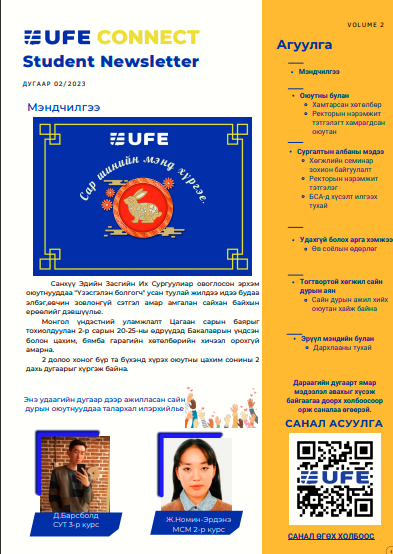 UFE CONNECT
Student Newsletter
ДУГААР 02/2023
Мэндчилгээ
UFE
Сар шинийн мэнд хүргэе.
Санхүү Эдийн Засгийн Их Сургуулиар овоглосон эрхэм
оюутнууддаа "Үзэсгэлэн болгогч" усан туулай жилдээ идээ будаа
элбэг,өвчин зовлонгүй сэтгэл амар амгалан сайхан байхын
ерөөлийг дэвшүүлье.
Монгол үндэстний уламжлалт Цагаан сарын баярыг
тохиолдуулан 2-р сарын 20-25-ны өдрүүдэд Бакалаврын үндсэн
болон цахим, бямба гарагийн хөтөлбөрийн хичээл орохгүй
амарна.
2 долоо хоног бүр та бүхэнд хүрэх оюутны цахим сонины 2
дахь дугаарыг хүргэж байна.
Энэ удаагийн дугаар дээр ажилласан сайн
дурын оюутнууддаа талархал илэрхийлье
Д.Барсболд
СУТ 3-р курс
Ж.Номин-Эрдэнэ
МСМ 2-р курс
VOLUME 2
Агуулга
Мэндчилгээ
Оюутны булан
Хамтарсан хөтөлбөр
Ректорын нэрэмжит
тэтгэлэгт хамрагдсан
оюутан
Сургалтын албаны мэдээ
Хөгжлийн семинар
зохион байгуулалт
Ректорын нэрэмжит
тэтгэлэг
БСА-д хүсэлт илгээх
тухай
Удахгүй болох арга хэмжээ
Өв соёлын өдөрлөг
Тогтвортой хөгжил сайн
дурын аян
Сайн дурын ажил хийх
оюутан хайж байна
Эрүүл мэндийн булан
Дархлааны тухай
Дараагийн дугаарт ямар
мэдээлэл авахыг хүсэж
байгаагаа доорх холбоосоор
орж саналаа өгөөрэй.
САНАЛ АСУУЛГА
UFE
САНАЛ ӨГӨХ ХОЛБООС